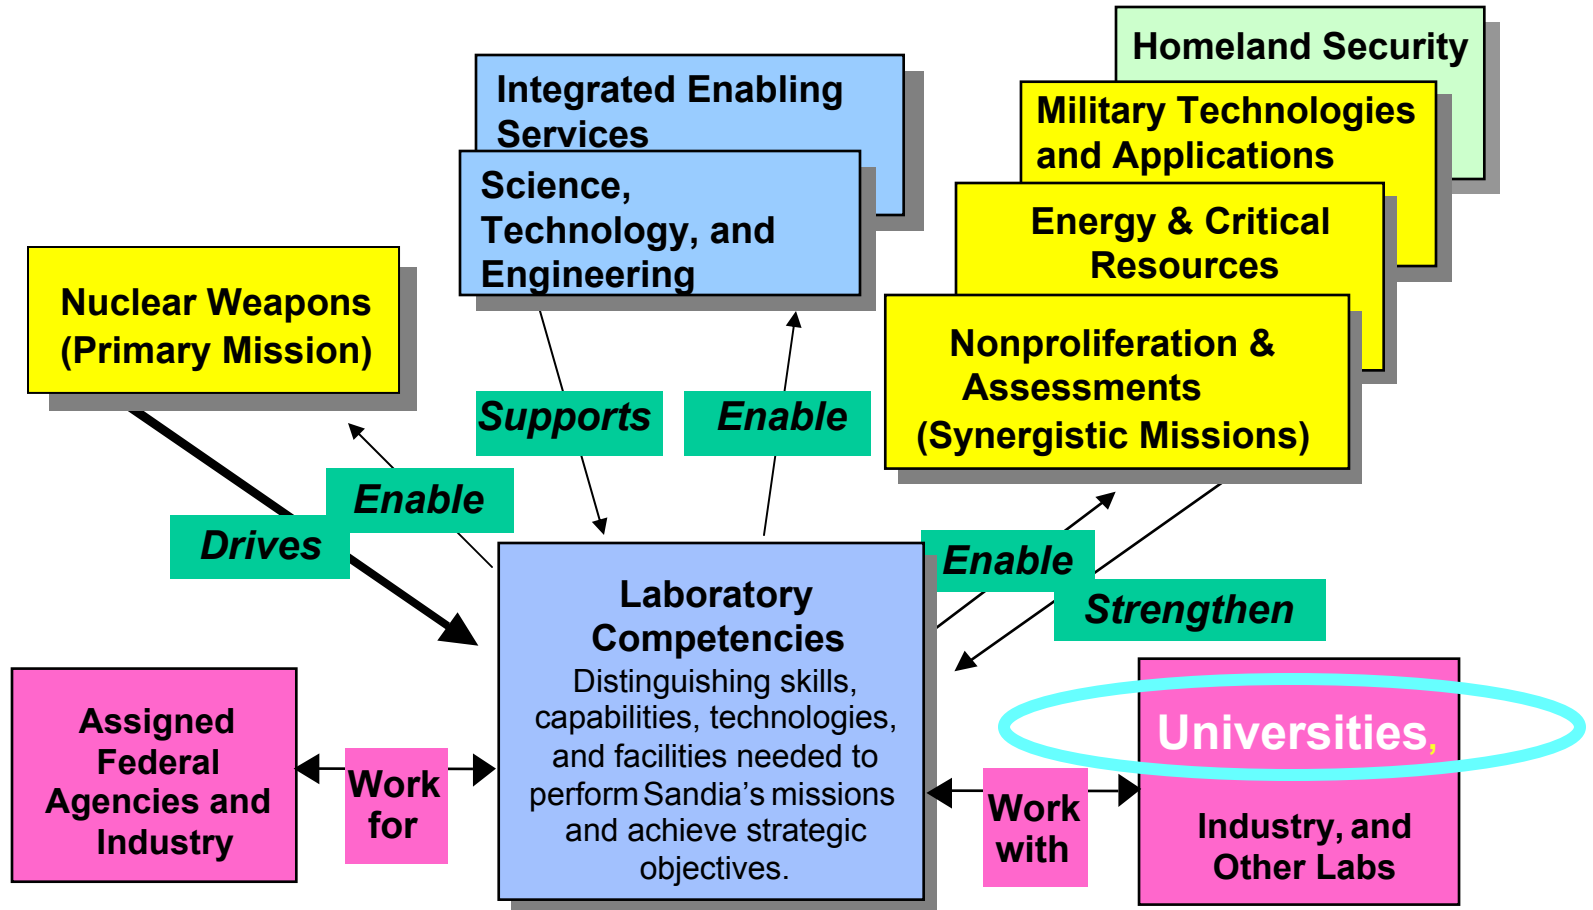 Homeland Security
Military Technologies
and Applications
Energy & Critical
Resources
Nonproliferation &
Assessments
(Synergistic Missions)
Integrated Enabling
Services
Science,
Technology, and
Engineering
Nuclear Weapons
(Primary Mission)
Supports
Enable
Enable
Drives
Enable
Strengthen
Laboratory
Competencies
Distinguishing skills,
capabilities, technologies,
and facilities needed to
perform Sandia’s missions
and achieve strategic
objectives.
Assigned
Federal
Agencies and
Industry
Work
for
Work
with
Universities,
Industry, and
Other Labs